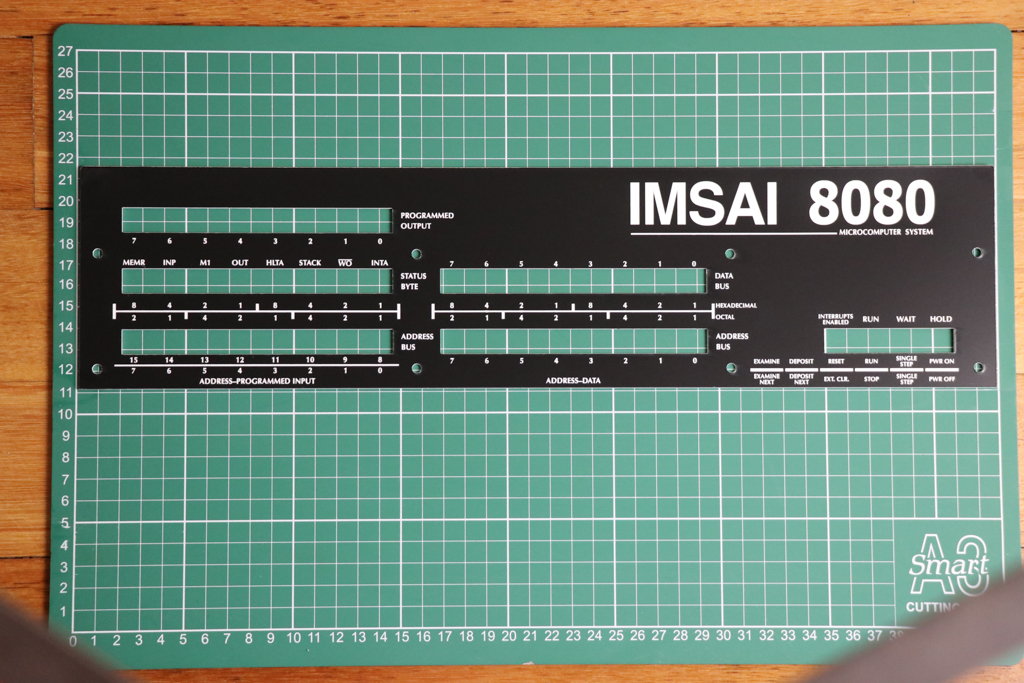 27
26
25
24
23
22
21
20
19
18
17
16
15
14
13
12
11
10
9
8
7
6
5
4
3
2
1
IMSAI 8080
MICROCOMPUTER SYSTEM
PROGRAMMED
OUTPUT
7 6 5 4 3 2 1 0
MEMR INP M1 OUT HLTA STACK W̅O̅ INTA
STATUS
BYTE
7 6 5 4 3 2 1 0
DATA
BUS
8 4 2 1 8 4 2 1 8 4 2 1 8 4 2 1 HEXADECIMAL
2 1 4 2 1 4 2 1 2 1 4 2 1 4 2 1 OCTAL
ADDRESS
BUS
15 14 13 12 11 10 9 8
7 6 5 4 3 2 1 0
ADDRESS–PROGRAMMED INPUT
ADDRESS
BUS
7 6 5 4 3 2 1 0
ADDRESS–DATA
INTERRUPTS
ENABLED
RUN WAIT HOLD
EXAMINE DEPOSIT RESET RUN SINGLE STEP PWR ON
EXAMINE NEXT DEPOSIT NEXT EXT. CLR. STOP SINGLE STEP PWR OFF
A3
Smart
CUTTING
0 1 2 3 4 5 6 7 8 9 10 11 12 13 14 15 16 17 18 19 20 21 22 23 24 25 26 27 28 29 30 31 32 33 34 35 36 37 38